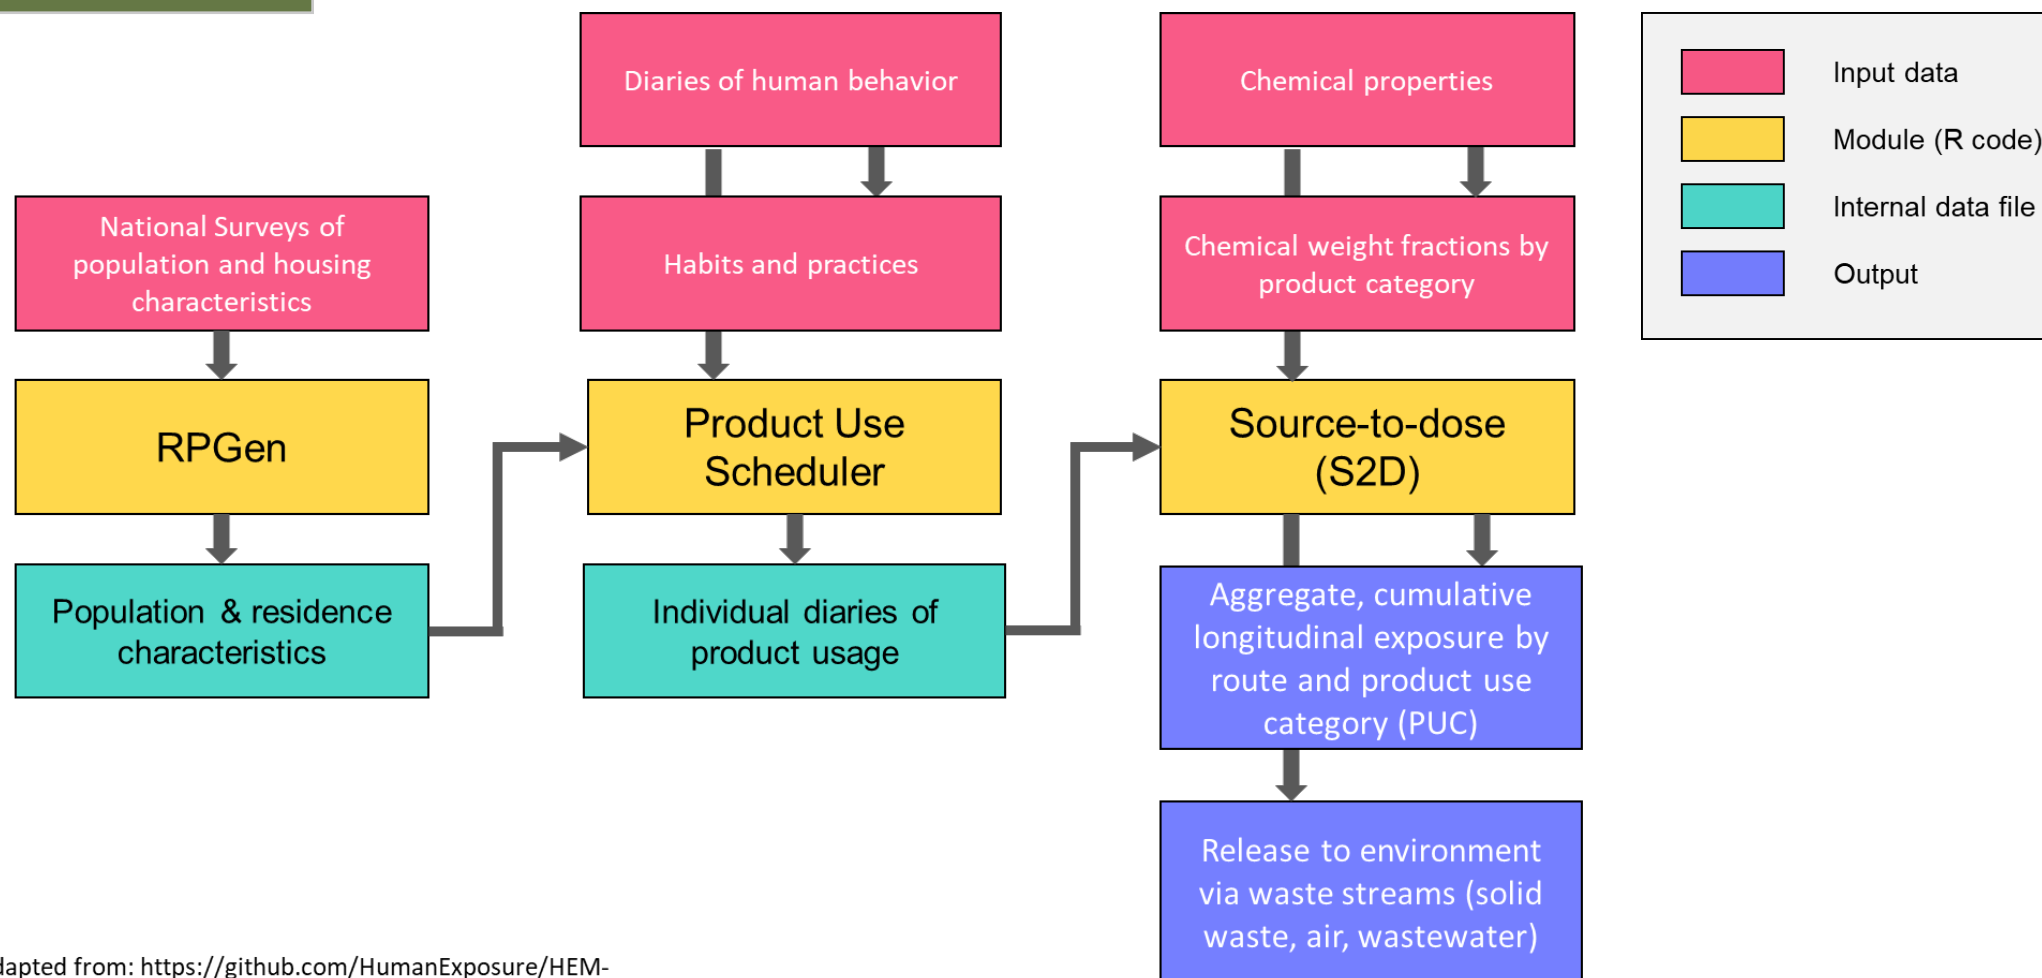 Diaries of human behavior
Chemical properties
Input data
Module (R code)
Internal data file
Output
National Surveys of
population and housing
characteristics
Habits and practices
Chemical weight fractions by
product category
RPGen
Product Use
Scheduler
Source-to-dose
(S2D)
Population & residence
characteristics
Individual diaries of
product usage
Aggregate, cumulative
longitudinal exposure by
route and product use
category (PUC)
Release to environment
via waste streams (solid
waste, air, wastewater)
dapted from: https://github.com/HumanExposure/HEM-